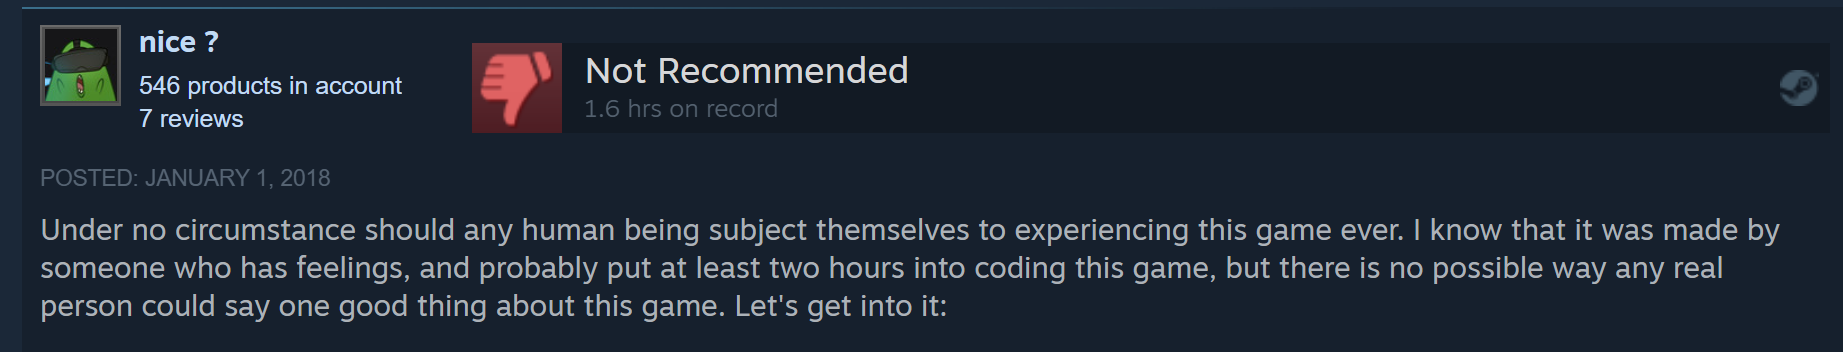 nice ?
546 products in account
7 reviews
Not Recommended
1.6 hrs on record
POSTED: JANUARY 1, 2018
Under no circumstance should any human being subject themselves to experiencing this game ever. I know that it was made by
someone who has feelings, and probably put at least two hours into coding this game, but there is no possible way any real
person could say one good thing about this game. Let's get into it: